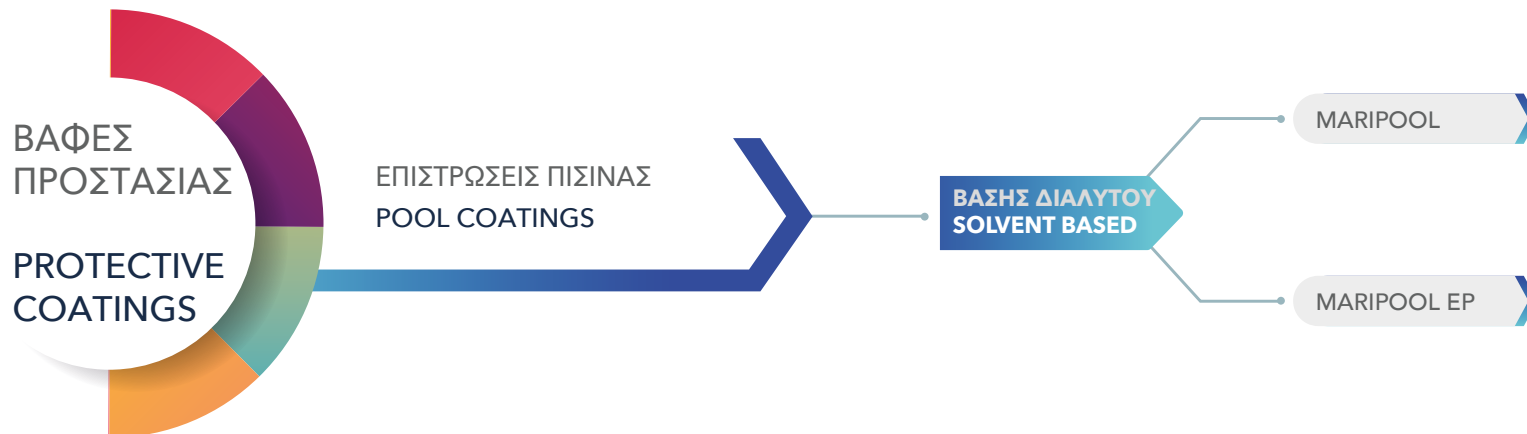 ΒΑΦΕΣ
ΠΡΟΣΤΑΣΙΑΣ
PROTECTIVE
COATINGS
ΕΠΙΣΤΡΩΣΕΙΣ ΠΙΣΙΝΑΣ
POOL COATINGS
ΒΑΣΗΣ ΔΙΑΛΥΤΟΥ
SOLVENT BASED
MARIPOOL
MARIPOOL EP